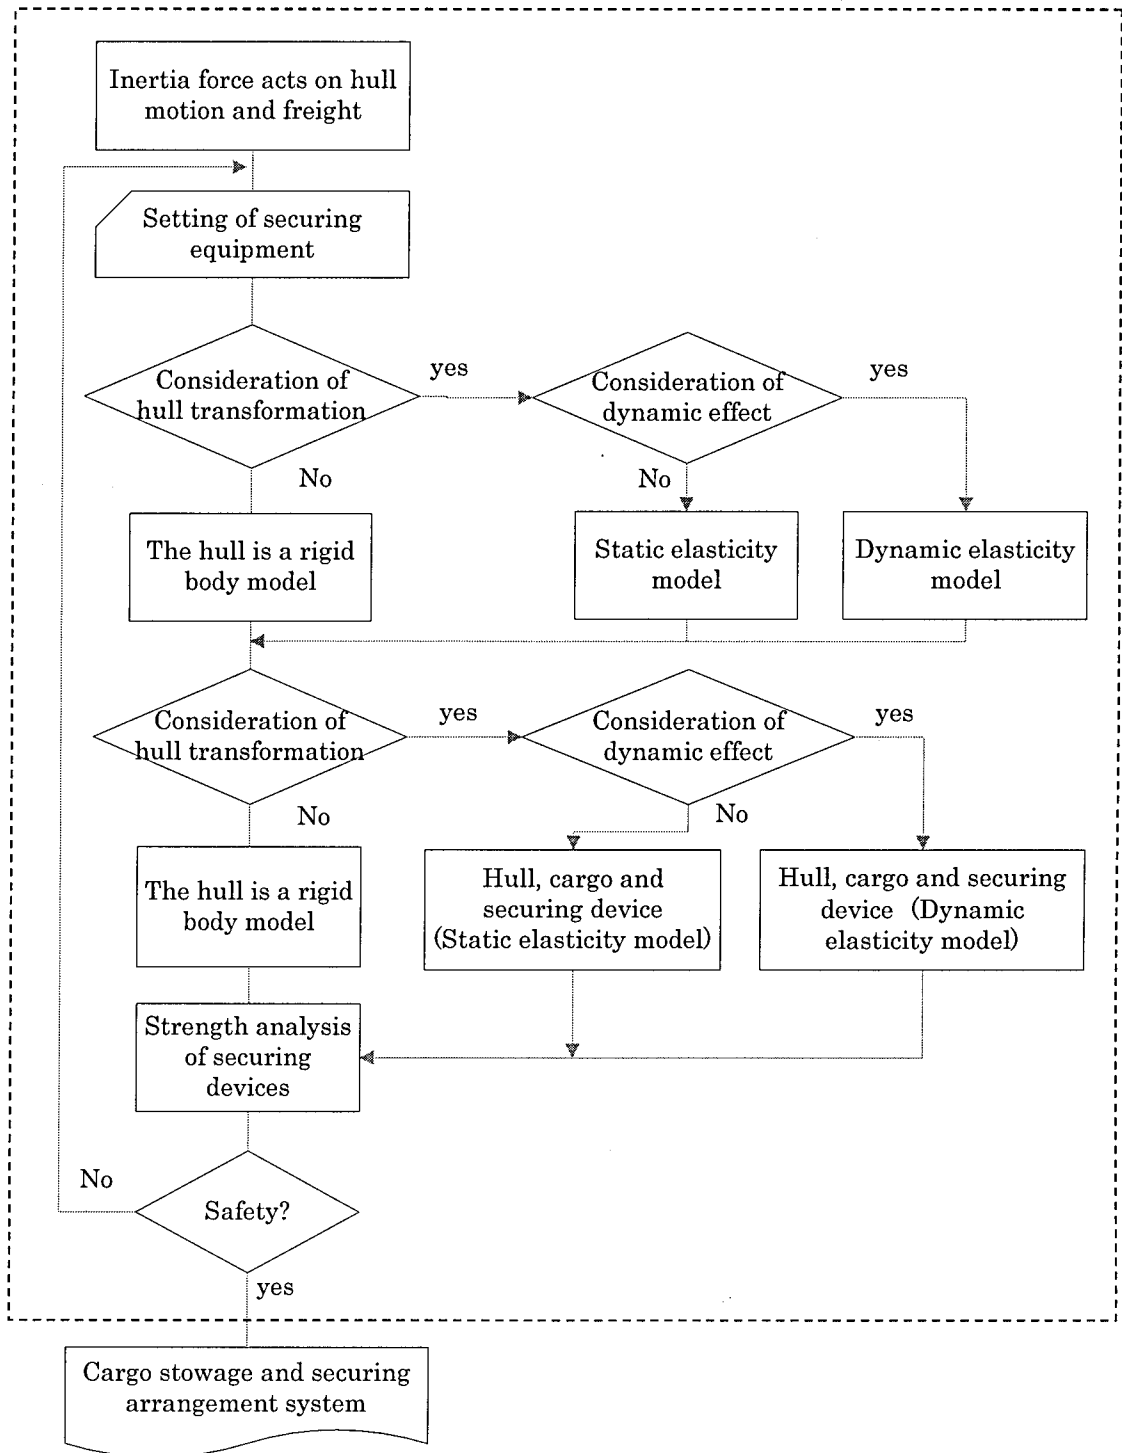 Inertia force acts on hull
motion and freight
Setting of securing
equipment
Consideration of
hull transformation
yes
Consideration of
dynamic effect
yes
No
No
The hull is a rigid
body model
Static elasticity
model
Dynamic elasticity
model
Consideration of
hull transformation
yes
Consideration of
dynamic effect
yes
No
No
The hull is a rigid
body model
Hull, cargo and
securing device
(Static elasticity model)
Hull, cargo and securing
device (Dynamic
elasticity model)
Strength analysis
of securing
devices
No
Safety?
yes
Cargo stowage and securing
arrangement system